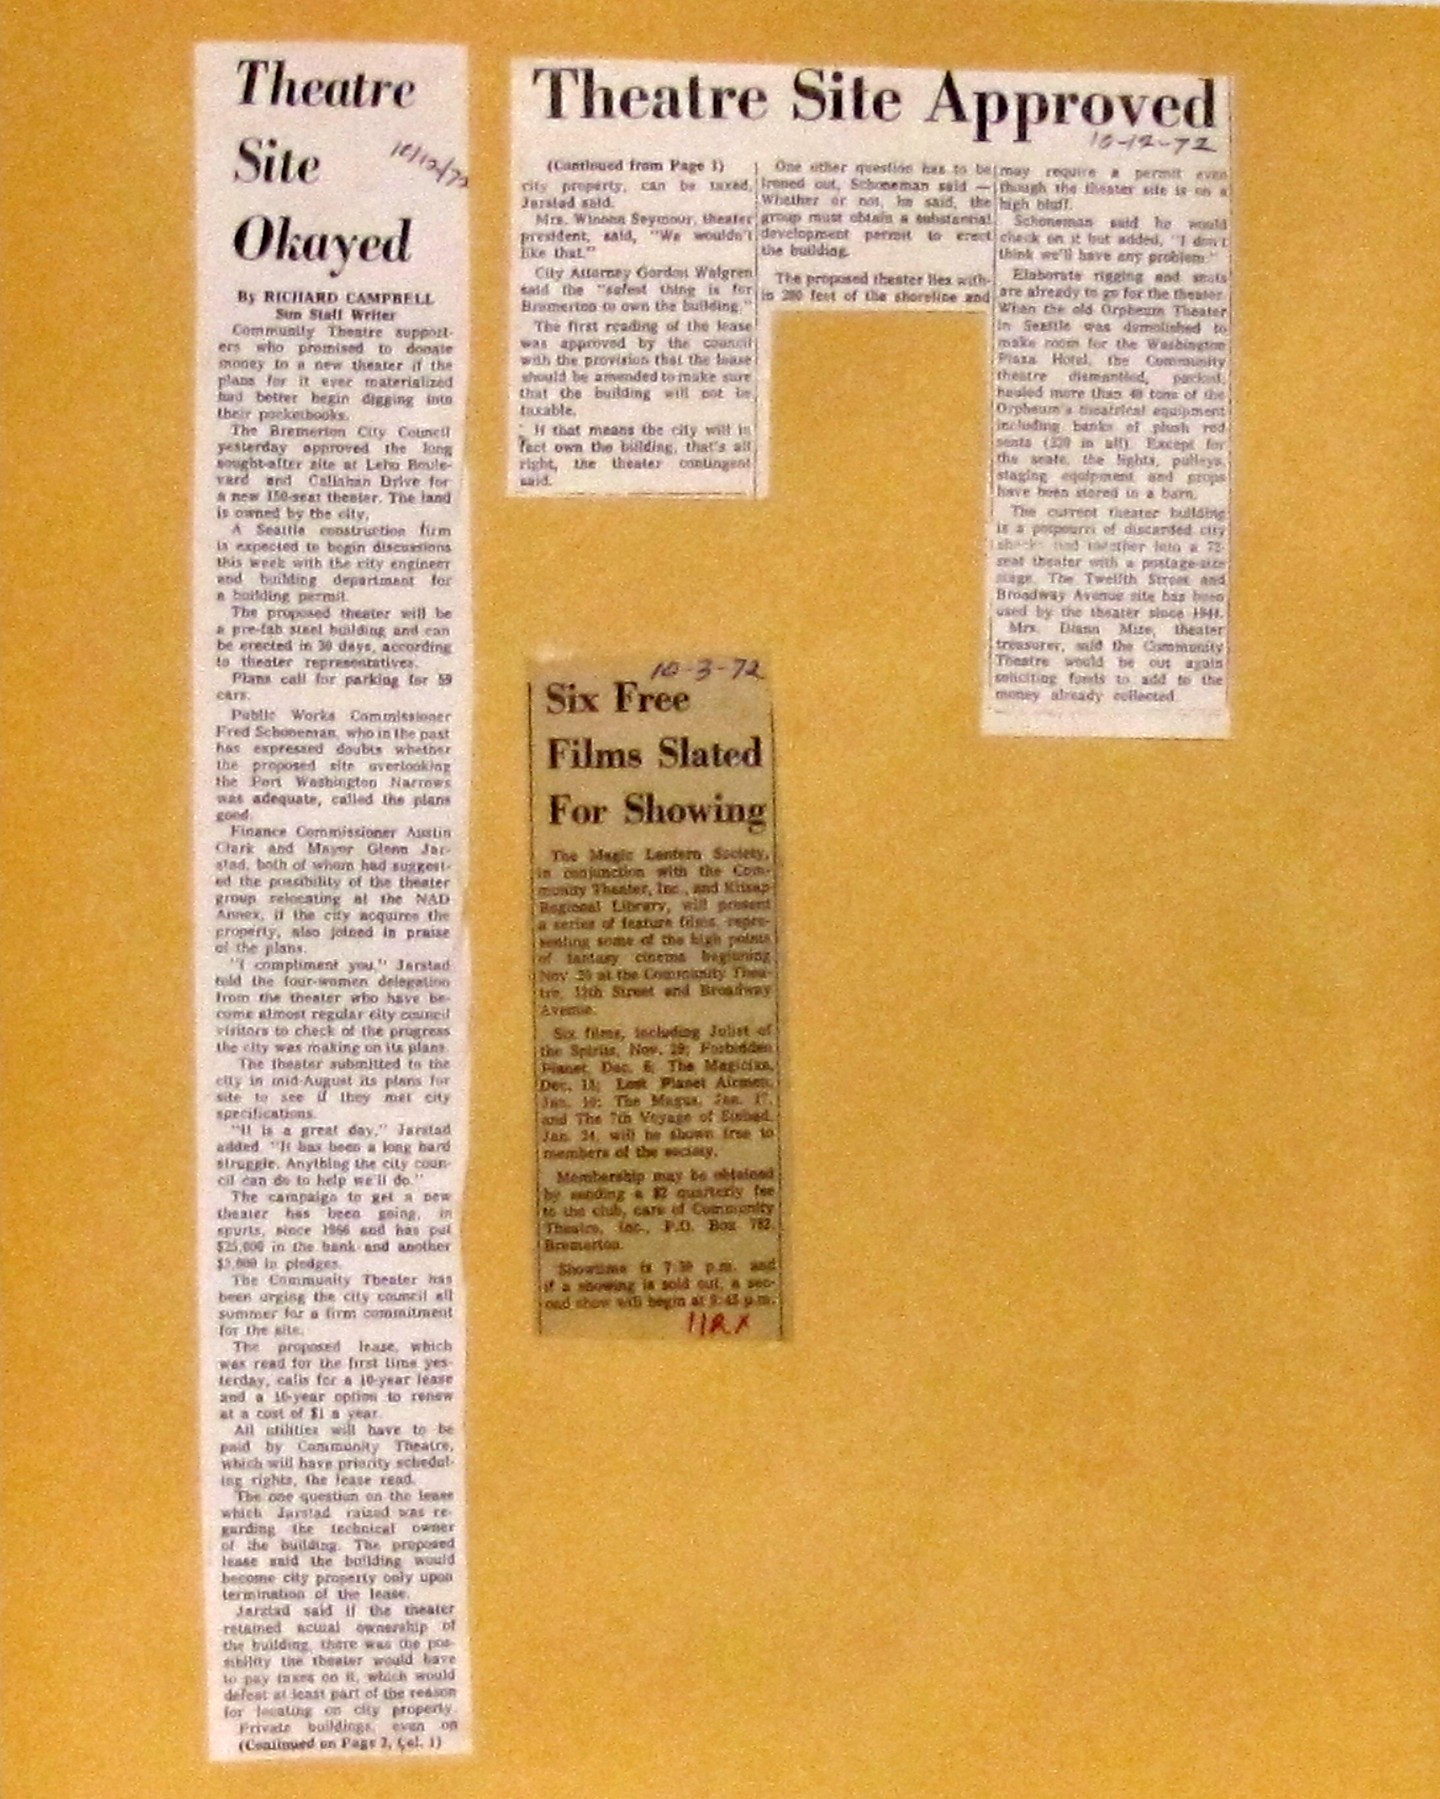 Theatre
Site
Okayed
10/12/72
By RICHARD CAMPBELL
Sun Staff Writer
Community Theatre support-
ers who promised to donate
money to a new theater if the
plans for it ever materialized
had better begin digging into
their pocketbooks.
The Bremerton City Council
yesterday approved the long
sought-after site at Lebo Boule-
vard and Callahan Drive for
a new 150-seat theater. The land
is owned by the city.
A Seattle construction firm
is expected to begin discussions
this week with the city engineer
and building department for
a building permit.
The proposed theater will be
a pre-fab steel building and can
be erected in 30 days, according
to theater representatives.
Plans call for parking for 59
cars.
Public Works Commissioner
Fred Schoneman, who in the past
has expressed doubts whether
the proposed site overlooking
the Port Washington Narrows
was adequate, called the plans
good.
Finance Commissioner Austin
Clark and Mayor Glenn Jar-
stad, both of whom had suggest-
ed the possibility of the theater
group relocating at the NAD
Annex, if the city acquires the
property, also joined in praise
of the plans.
"I compliment you," Jarstad
told the four-women delegation
from the theater who have be-
come almost regular city council
visitors to check of the progress
the city was making on its plans.
The theater submitted to the
city in mid-August its plans for
site to see if they met city
specifications.
"It is a great day," Jarstad
added. "It has been a long hard
struggle. Anything the city coun-
cil can do to help we'll do."
The campaign to get a new
theater has been going, in
spurts, since 1966 and has put
$25,000 in the bank and another
$5,000 in pledges.
The Community Theater has
been urging the city council all
summer for a firm commitment
for the site.
The proposed lease, which
was read for the first time yes-
terday, calls for a 10-year lease
and a 10-year option to renew
at a cost of $1 a year.
All utilities will have to be
paid by Community Theatre,
which will have priority schedul-
ing rights, the lease read.
The one question on the lease
which Jarstad raised was re-
garding the technical owner
of the building. The proposed
lease said the building would
become city property only upon
termination of the lease.
Jarstad said if the theater
retained actual ownership of
the building, there was the pos-
sibility the theater would have
to pay taxes on it, which would
defeat at least part of the reason
for locating on city property.
Private buildings, even on
(Continued on Page 2, Col. 1)
Theatre Site Approved
10-12-72
(Continued from Page 1)
city property, can be taxed,
Jarstad said.
Mrs. Winona Seymour, theater
president, said, "We wouldn't
like that."
City Attorney Gordon Walgren
said the "safest thing is for
Bremerton to own the building."
The first reading of the lease
was approved by the council
with the provision that the lease
should be amended to make sure
that the building will not be
taxable.
If that means the city will in
fact own the building, that's all
right, the theater contingent
said.
One other question has to be
ironed out, Schoneman said —
Whether or not, he said, the
group must obtain a substantial
development permit to erect
the building.
The proposed theater lies with-
in 200 feet of the shoreline and
may require a permit even
though the theater site is on a
high bluff.
Schoneman said he would
check on it but added, "I don't
think we'll have any problem."
Elaborate rigging and seats
are already to go for the theater.
When the old Orpheum Theater
in Seattle was demolished to
make room for the Washington
Plaza Hotel, the Community
theatre dismantled, packed,
hauled more than 40 tons of the
Orpheum's theatrical equipment
including banks of plush red
seats (320 in all). Except for
the seats, the lights, pulleys,
staging equipment and props
have been stored in a barn.
The current theater building
is a potpourri of discarded city
tied together into a 72-
seat theater with a postage-size
stage. The Twelfth Street and
Broadway Avenue site has been
used by the theater since 1944.
Mrs. Diann Mize, theater
treasurer, said the Community
Theatre would be out again
soliciting funds to add to the
money already collected.
10-3-72
Six Free
Films Slated
For Showing
The Magic Lantern Society,
in conjunction with the Com-
munity Theater, Inc., and Kitsap
Regional Library, will present
a series of feature films repre-
senting some of the high points
of fantasy cinema beginning
Nov. 29 at the Community Thea-
tre, 12th Street and Broadway
Avenue.
Six films, including Juliet of
the Spirits, Nov. 29; Forbidden
Planet, Dec. 6; The Magician,
Dec. 13; Lost Planet Airmen,
Jan. 10; The Magus, Jan. 17,
and The 7th Voyage of Sinbad,
Jan. 24, will be shown free to
members of the society.
Membership may be obtained
by sending a $2 quarterly fee
to the club, care of Community
Theatre, Inc., P.O. Box 782,
Bremerton.
Showtime is 7:30 p.m. and
if a showing is sold out, a sec-
ond show will begin at 9:45 p.m.